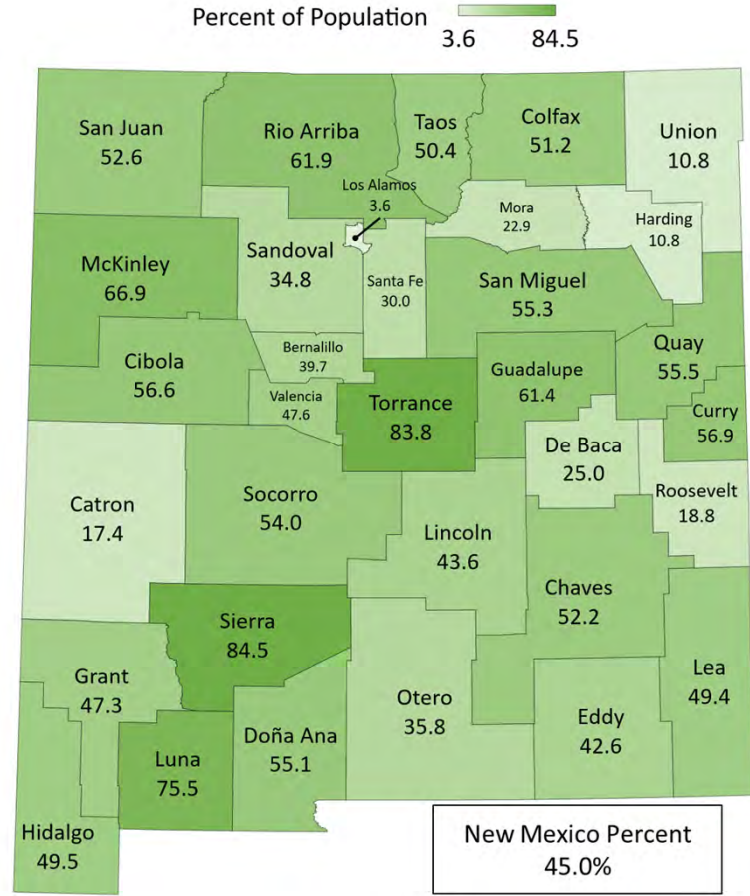 Percent of Population
3.6 84.5
San Juan
52.6
Rio Arriba
61.9
Taos
50.4
Colfax
51.2
Union
10.8
Los Alamos
3.6
Mora
22.9
Harding
10.8
McKinley
66.9
Sandoval
34.8
Santa Fe
30.0
San Miguel
55.3
Quay
55.5
Cibola
56.6
Bernalillo
39.7
Valencia
47.6
Torrance
83.8
Guadalupe
61.4
Curry
56.9
De Baca
25.0
Roosevelt
18.8
Catron
17.4
Socorro
54.0
Lincoln
43.6
Chaves
52.2
Sierra
84.5
Grant
47.3
Luna
75.5
Doña Ana
55.1
Otero
35.8
Eddy
42.6
Lea
49.4
Hidalgo
49.5
New Mexico Percent
45.0%